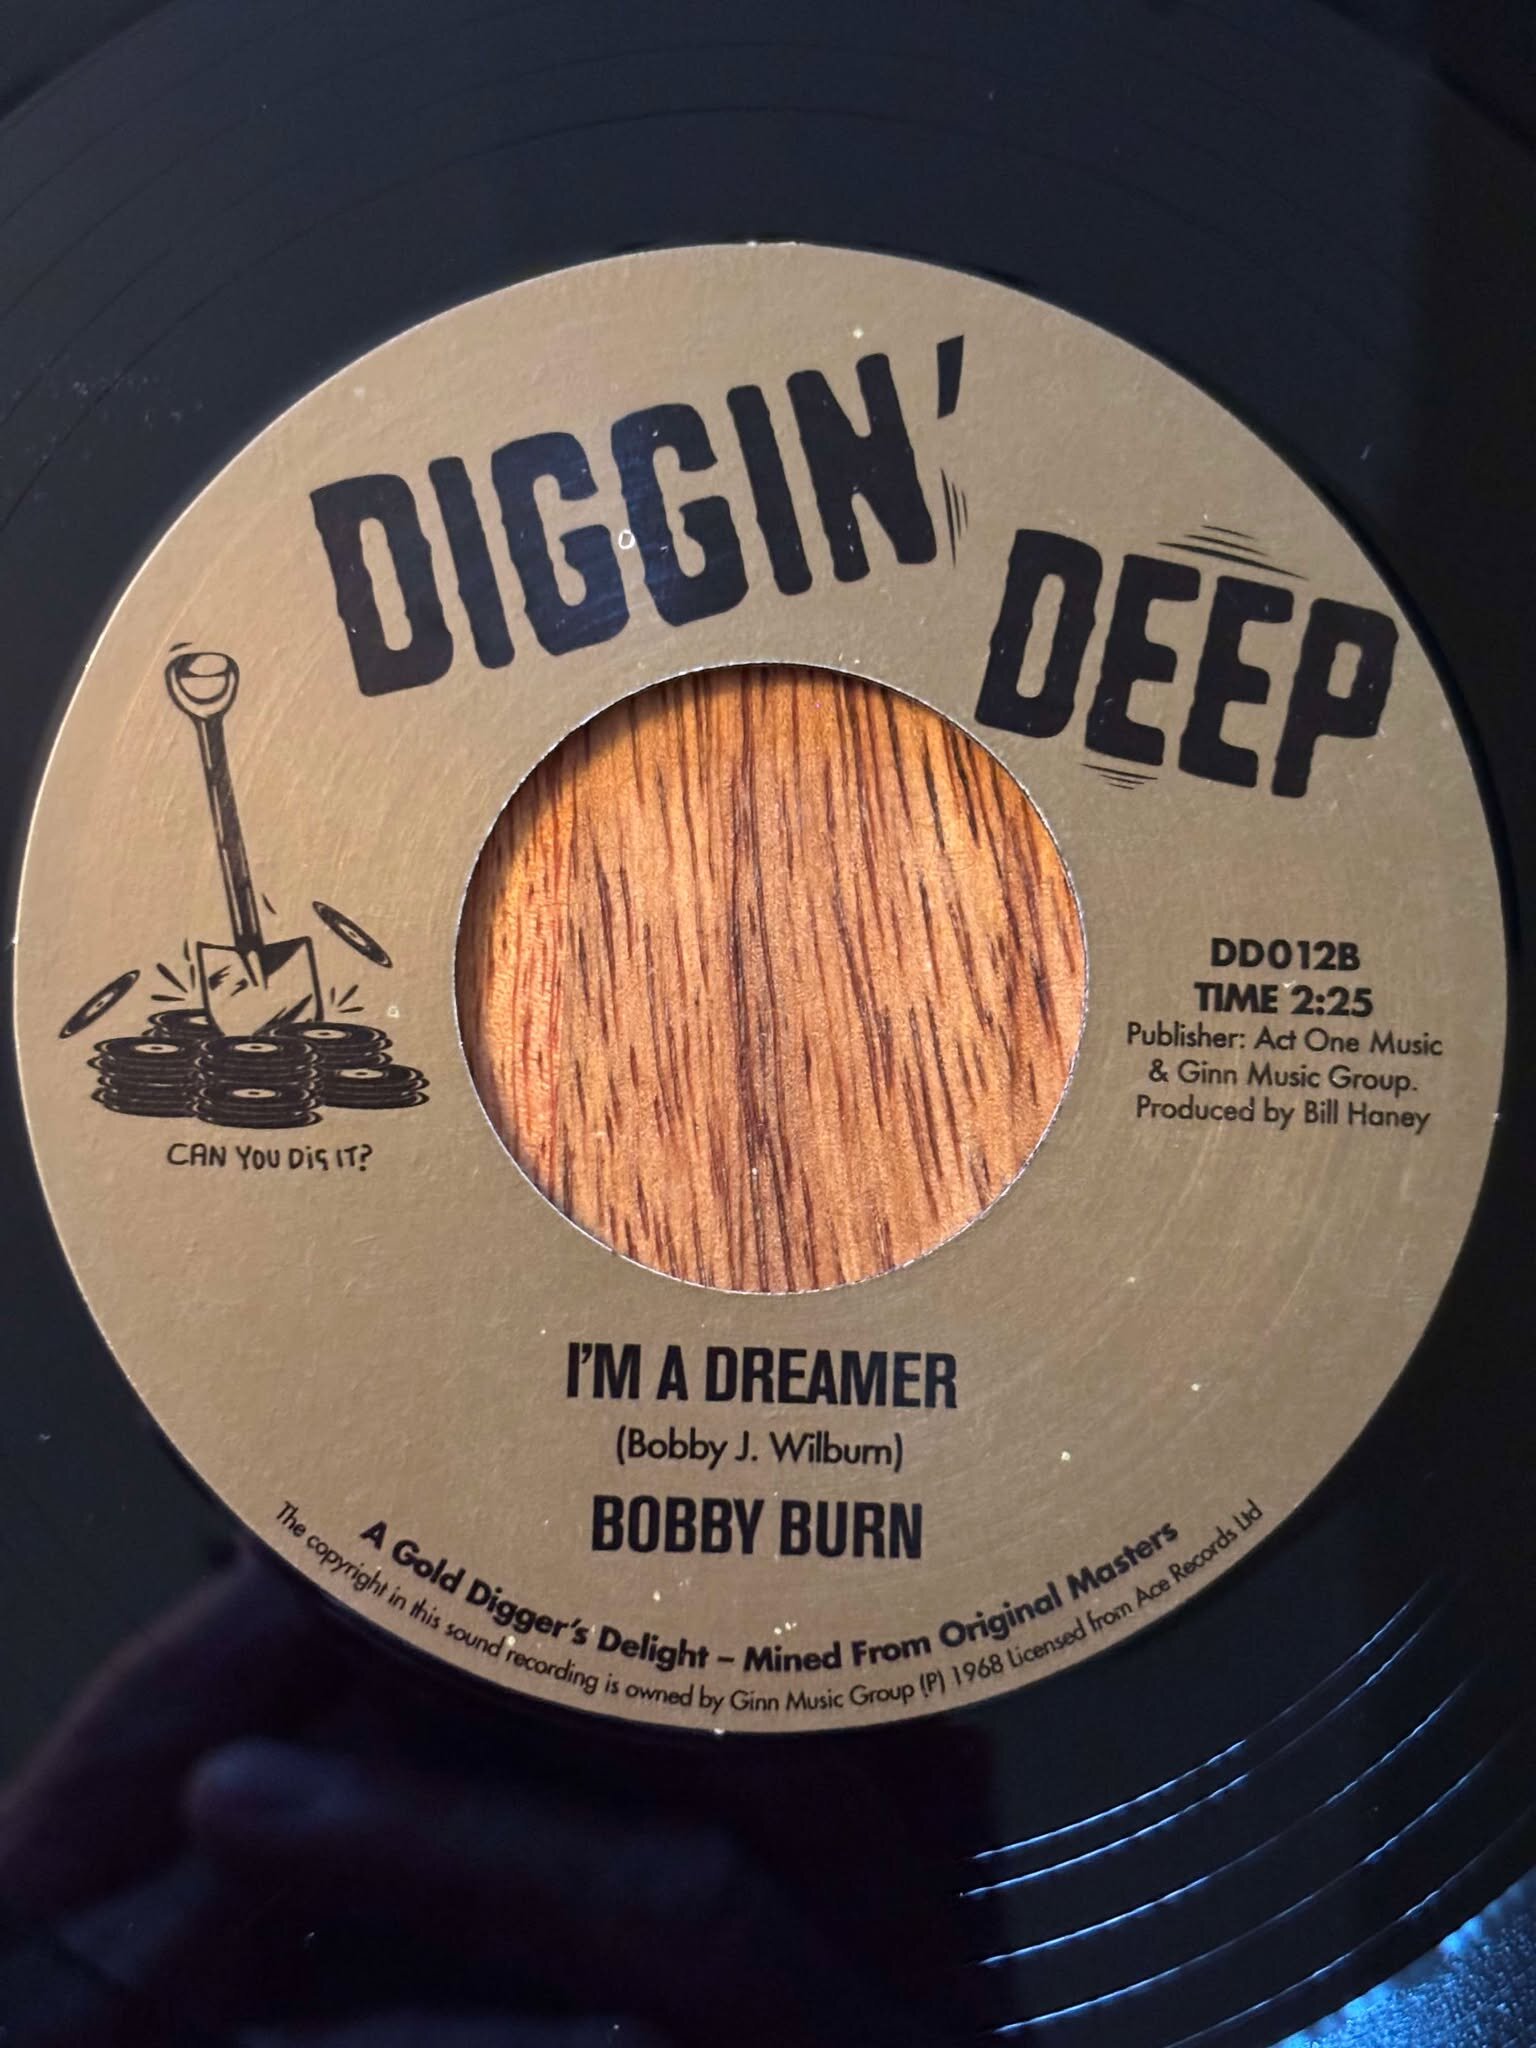 DIGGIN' DEEP
CAN YOU DiG IT?
DD012B
TIME 2:25
Publisher: Act One Music
& Ginn Music Group.
Produced by Bill Haney
I'M A DREAMER
(Bobby J. Wilburn)
BOBBY BURN
A Gold Digger's Delight – Mined From Original Masters
The copyright in this sound recording is owned by Ginn Music Group (P) 1968 Licensed from Ace Records Ltd